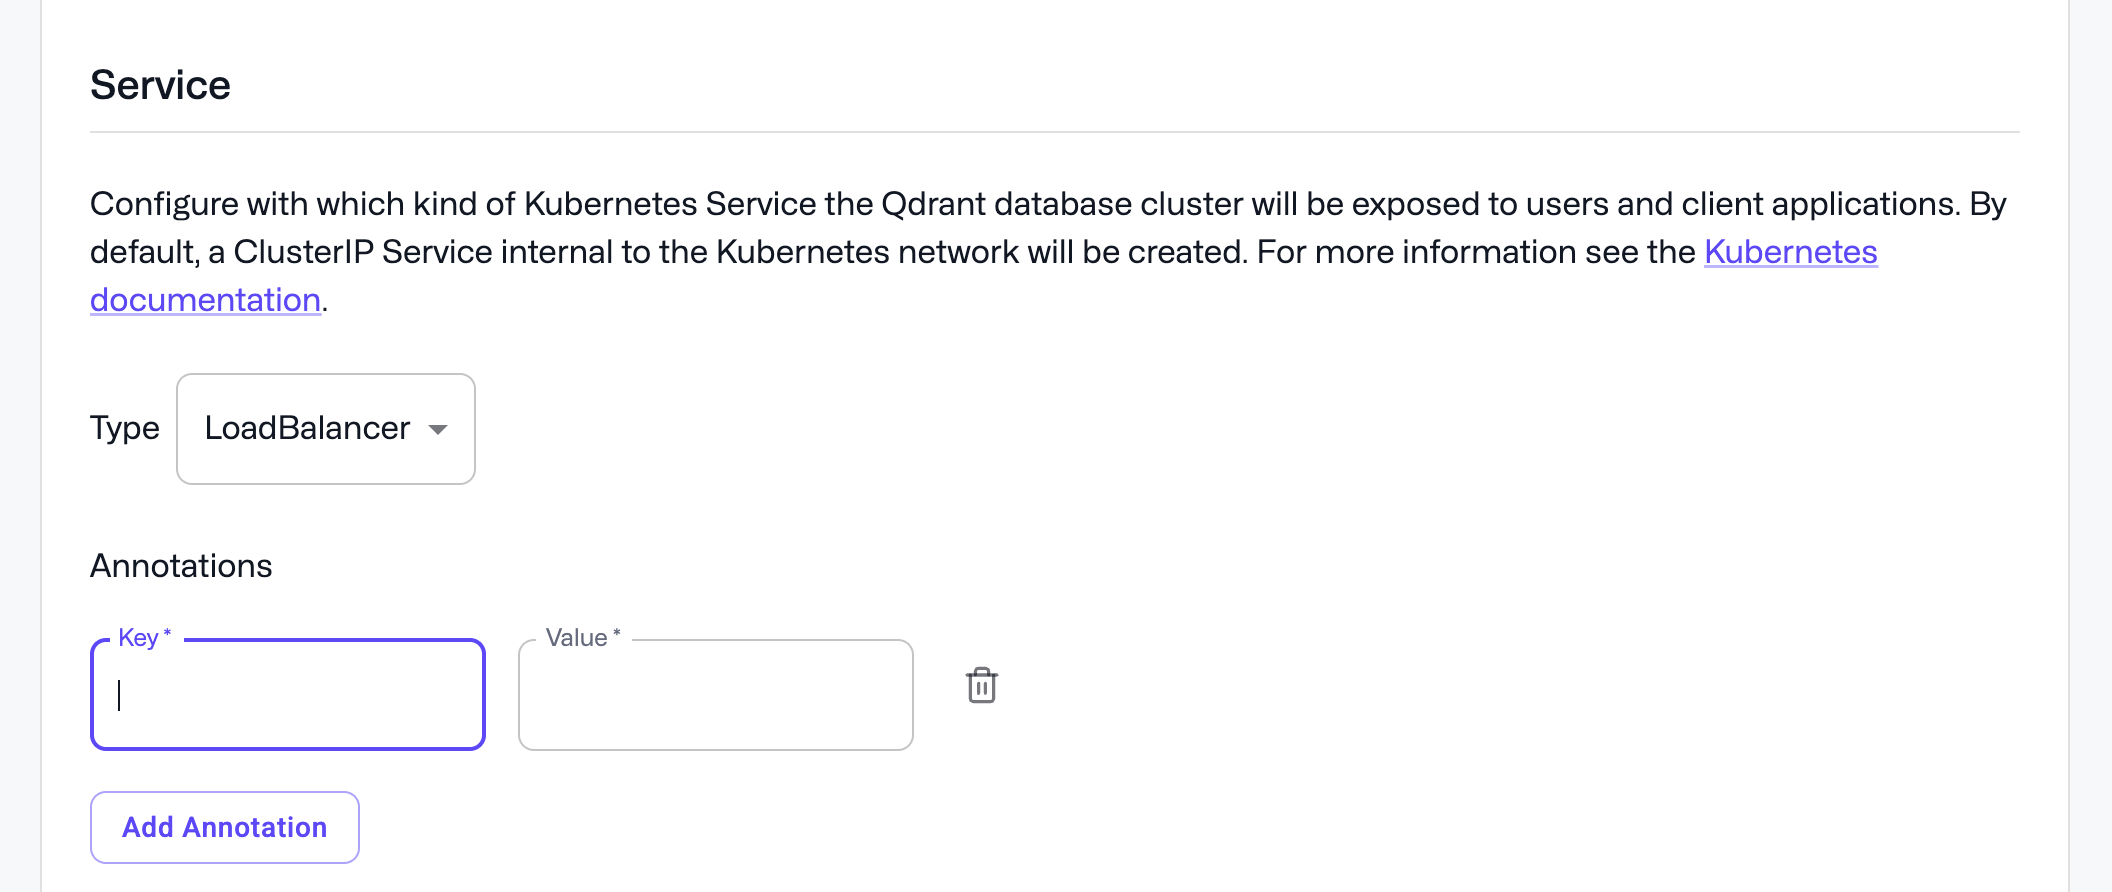 Service
Configure with which kind of Kubernetes Service the Qdrant database cluster will be exposed to users and client applications. By
default, a ClusterIP Service internal to the Kubernetes network will be created. For more information see the Kubernetes
documentation.
Type LoadBalancer
Annotations
Key * Value *
Add Annotation